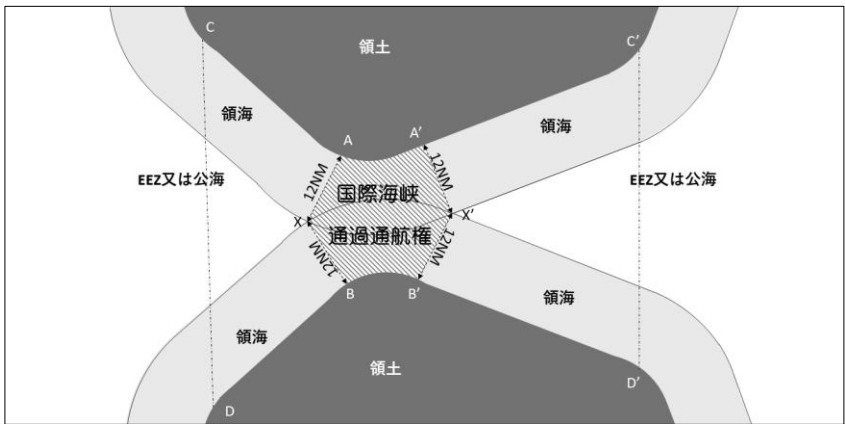 C
領土
C'
領海
A
A'
領海
12NM
12NM
EEZ又は公海
国際海峡
EEZ又は公海
X
X'
通過通航権
12NM
12NM
B
B'
領海
領海
領土
D'
D